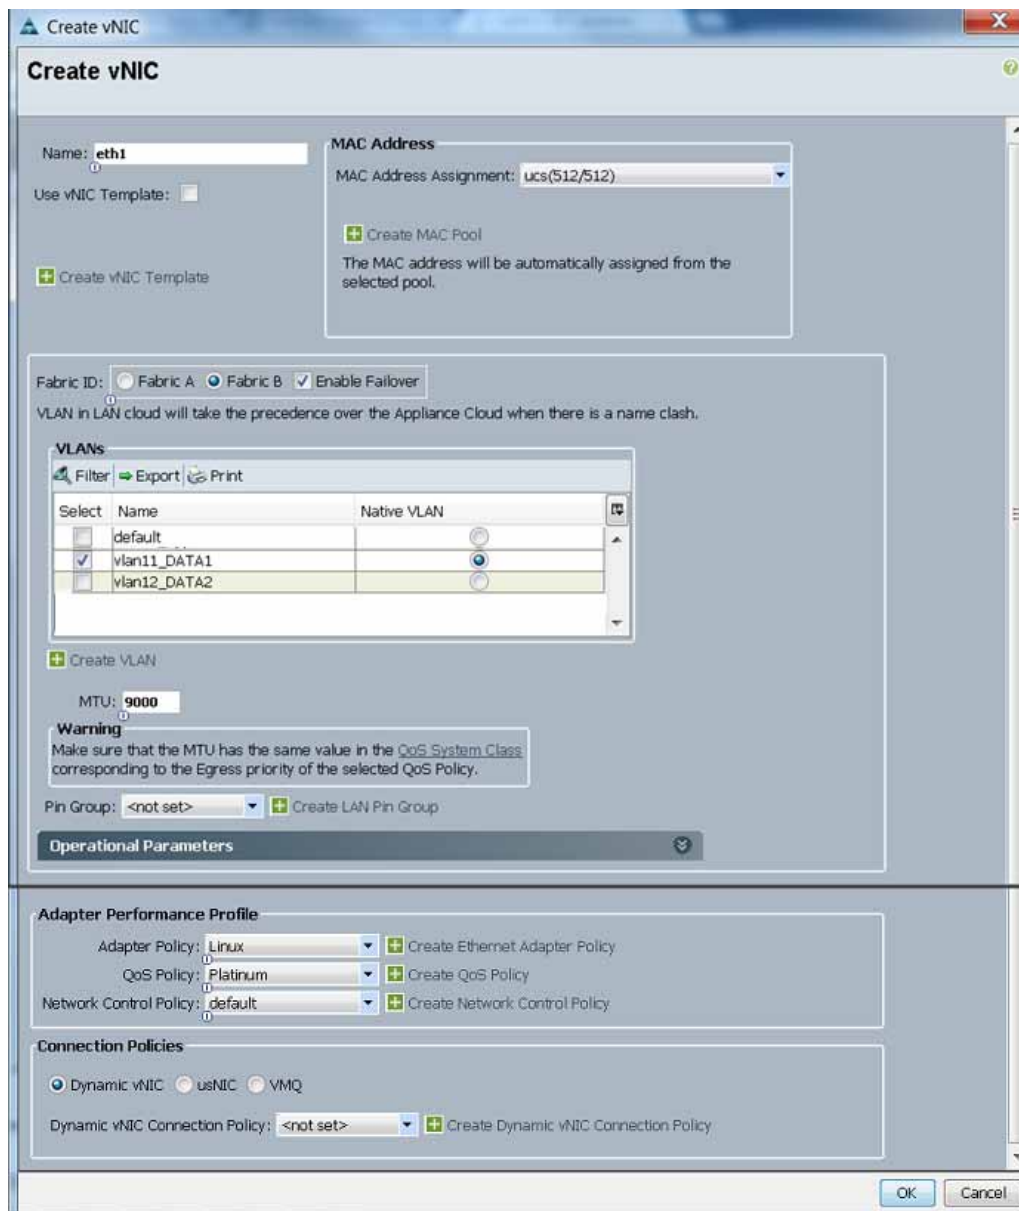 Create vNIC
Create vNIC
Name: eth1
Use vNIC Template:
Create vNIC Template
MAC Address
MAC Address Assignment: ucs(512/512)
Create MAC Pool
The MAC address will be automatically assigned from the
selected pool.
Fabric ID: Fabric A Fabric B Enable Failover
VLAN in LAN cloud will take the precedence over the Appliance Cloud when there is a name clash.
VLANs
Filter Export Print
Select Name Native VLAN
default
vlan11_DATA1
vlan12_DATA2
Create VLAN
MTU: 9000
Warning
Make sure that the MTU has the same value in the QoS System Class
corresponding to the Egress priority of the selected QoS Policy.
Pin Group: <not set> Create LAN Pin Group
Operational Parameters
Adapter Performance Profile
Adapter Policy: Linux Create Ethernet Adapter Policy
QoS Policy: Platinum Create QoS Policy
Network Control Policy: default Create Network Control Policy
Connection Policies
Dynamic vNIC usNIC VMQ
Dynamic vNIC Connection Policy: <not set> Create Dynamic vNIC Connection Policy
OK Cancel